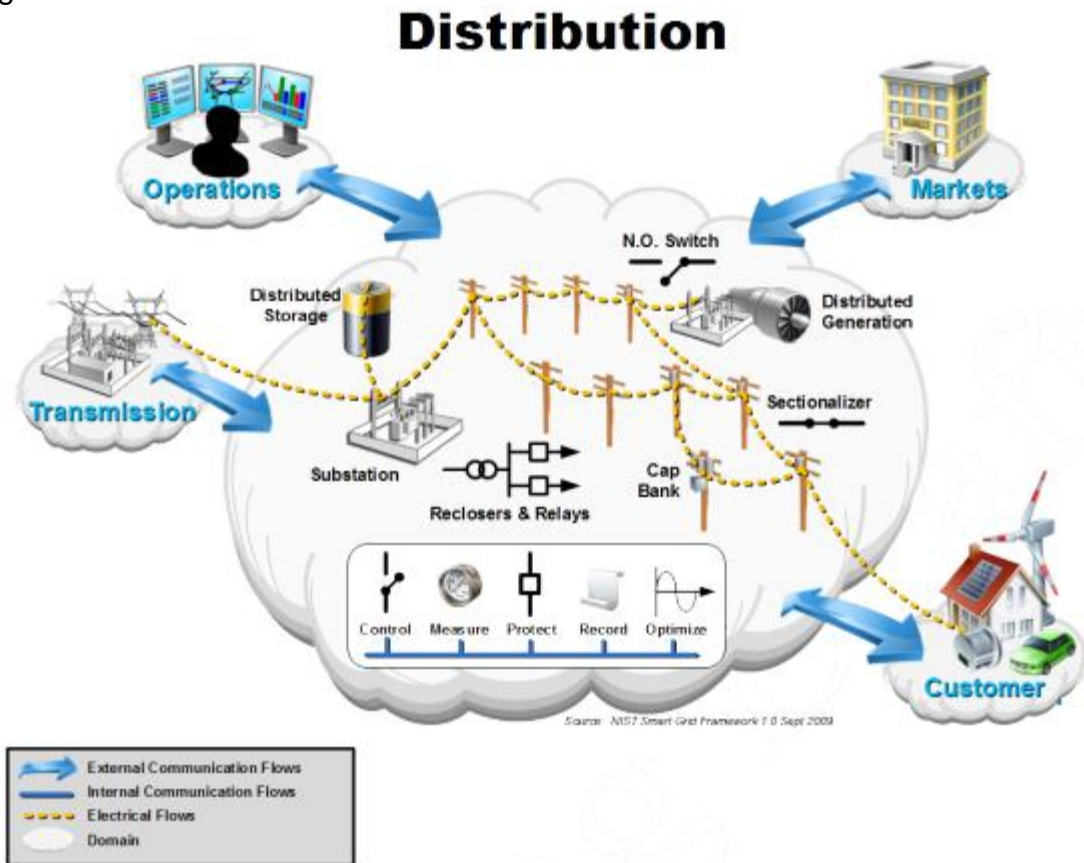 Distribution
Operations
Markets
N.O. Switch
Distributed
Storage
Distributed
Generation
Transmission
Sectionalizer
Substation
Cap
Bank
Reclosers & Relays
Control Measure Protect Record Optimize
Customer
Source: NIST Smart Grid Framework 1.0 Sept 2009
External Communication Flows
Internal Communication Flows
Electrical Flows
Domain